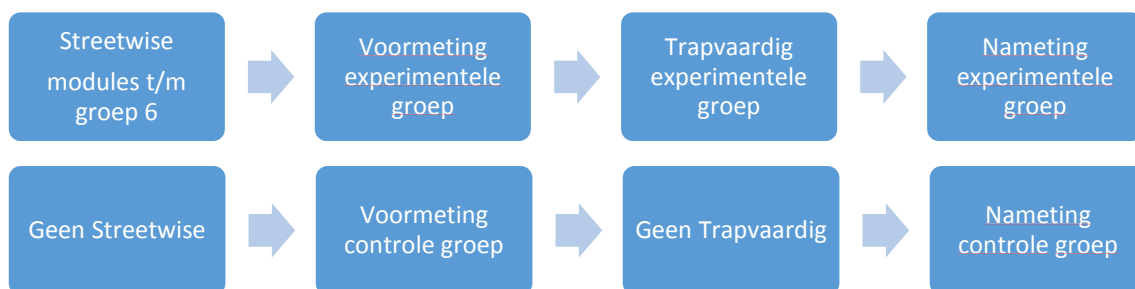 Streetwise
modules t/m
groep 6
Voormeting
experimentele
groep
Trapvaardig
experimentele
groep
Nameting
experimentele
groep
Geen Streetwise
Voormeting
controle groep
Geen Trapvaardig
Nameting
controle groep